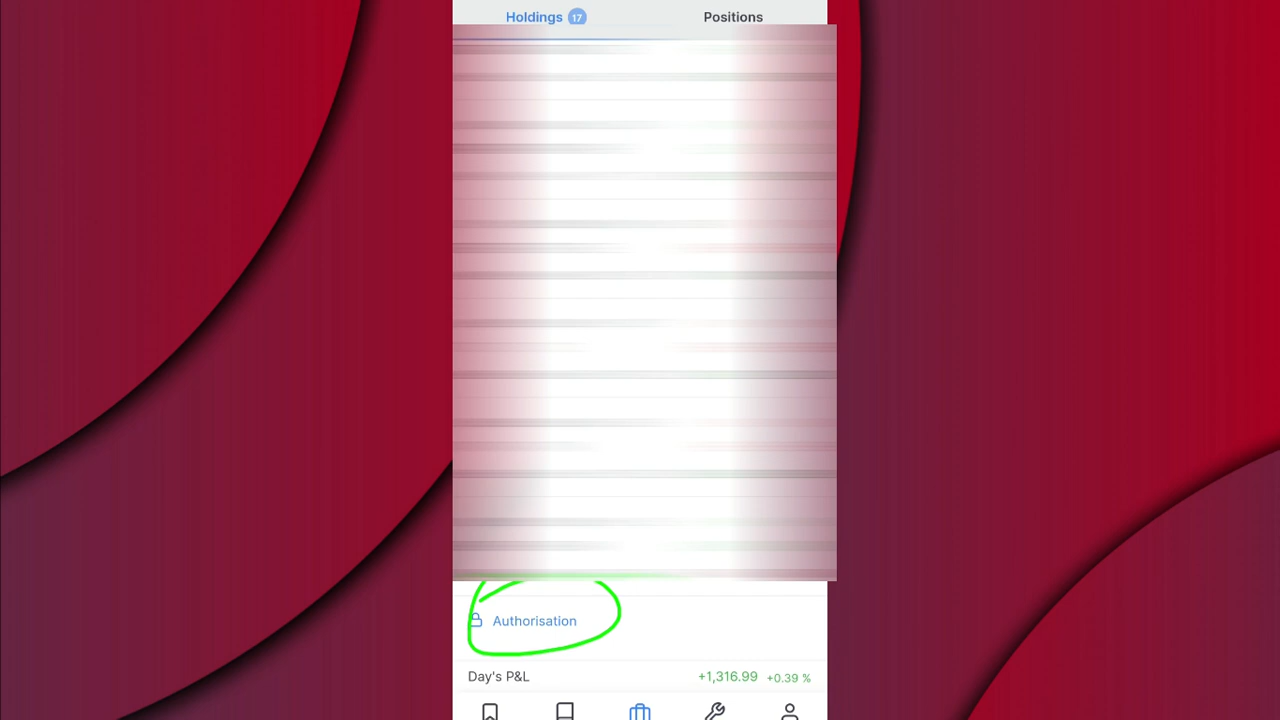 Holdings 17 Positions
Authorisation
Day's P&L +1,316.99 +0.39 %